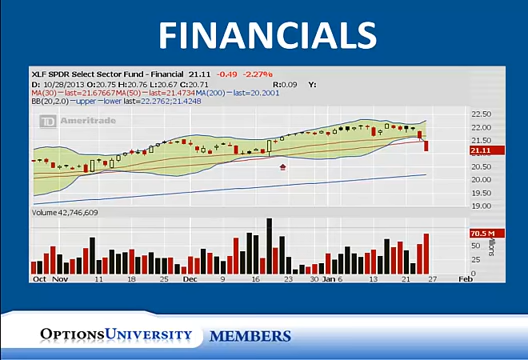 FINANCIALS
XLF SPDR Select Sector Fund - Financial 21.11 -0.49 -2.27%
D: 10/28/2013 O:20.75 H:20.76 L:20.67 C:20.71 R:0.09 Y:
MA(30)—last=21.6766 MA(50)—last=21.4734 MA(200)—last=20.2001
BB(20,2.0)—upper—lower last=22.2762;21.4248
TD Ameritrade
22.50
22.00
21.50
21.11
20.50
20.00
19.50
19.00
Volume 42,746,609
70.5 M
50
25
0
Millions
Oct Nov 11 18 25 Dec 9 16 23 30 Jan 6 13 21 27 Feb
OPTIONSUNIVERSITY MEMBERS